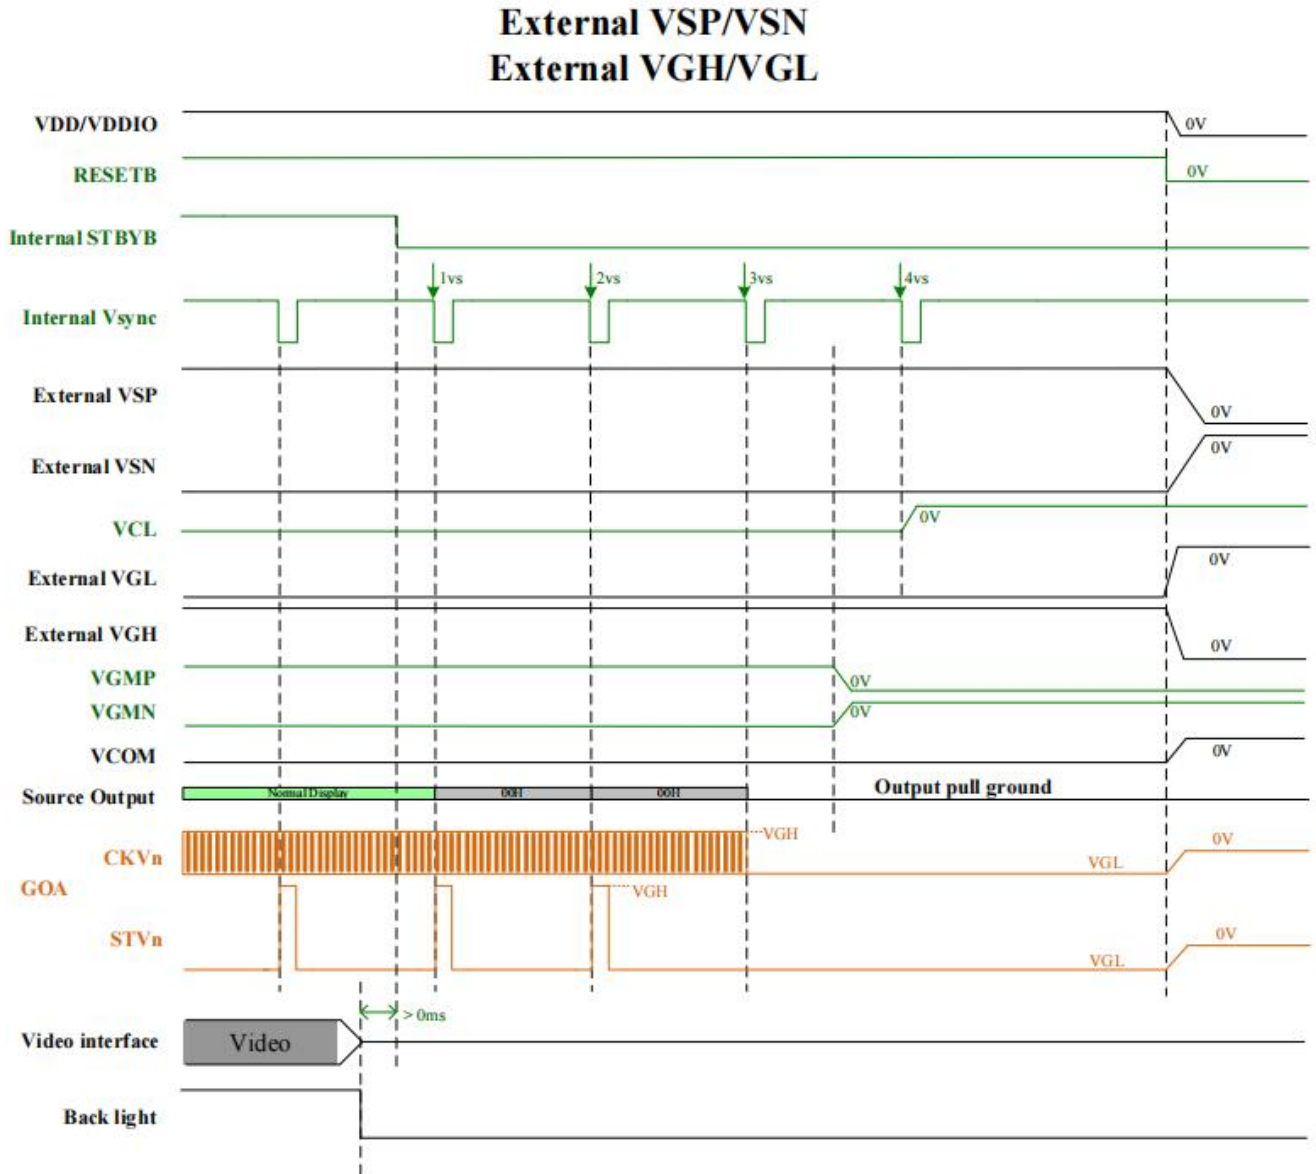 External VSP/VSN
External VGH/VGL
VDD/VDDIO
0V
RESETB
0V
Internal STBYB
1vs
2vs
3vs
4vs
Internal Vsync
External VSP
0V
External VSN
0V
VCL
0V
External VGL
0V
External VGH
0V
VGMP
0V
VGMN
0V
VCOM
0V
Source Output
Normal Display
00H
00H
Output pull ground
CKVn
VGH
VGL
0V
GOA
VGH
STVn
VGL
0V
> 0ms
Video interface
Video
Back light